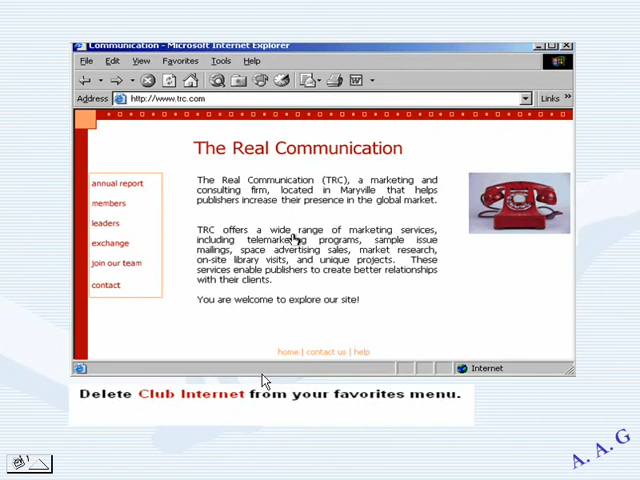 Communication - Microsoft Internet Explorer
File Edit View Favorites Tools Help
Address http://www.trc.com Links »
The Real Communication
annual report
members
leaders
exchange
join our team
contact
The Real Communication (TRC), a marketing and
consulting firm, located in Maryville that helps
publishers increase their presence in the global market.
TRC offers a wide range of marketing services,
including telemarketing programs, sample issue
mailings, space advertising sales, market research,
on-site library visits, and unique projects. These
services enable publishers to create better relationships
with their clients.
You are welcome to explore our site!
home | contact us | help
Internet
Delete Club Internet from your favorites menu.
A. A. G